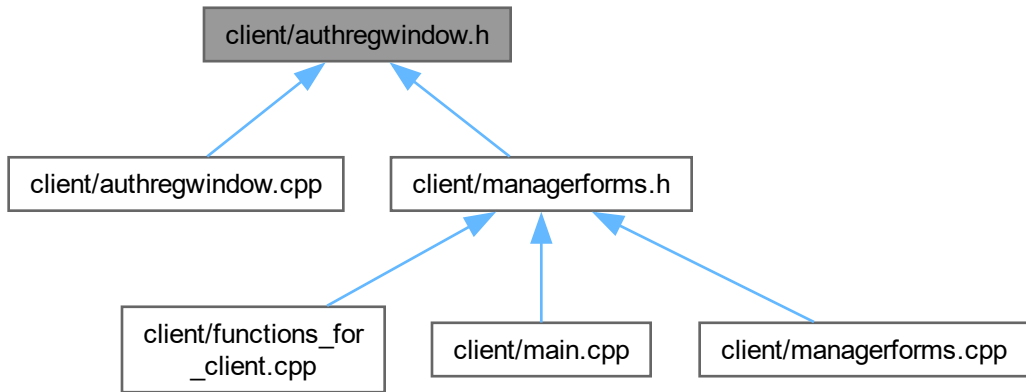 client/authregwindow.h
client/authregwindow.cpp
client/managerforms.h
client/functions_for
_client.cpp
client/main.cpp
client/managerforms.cpp